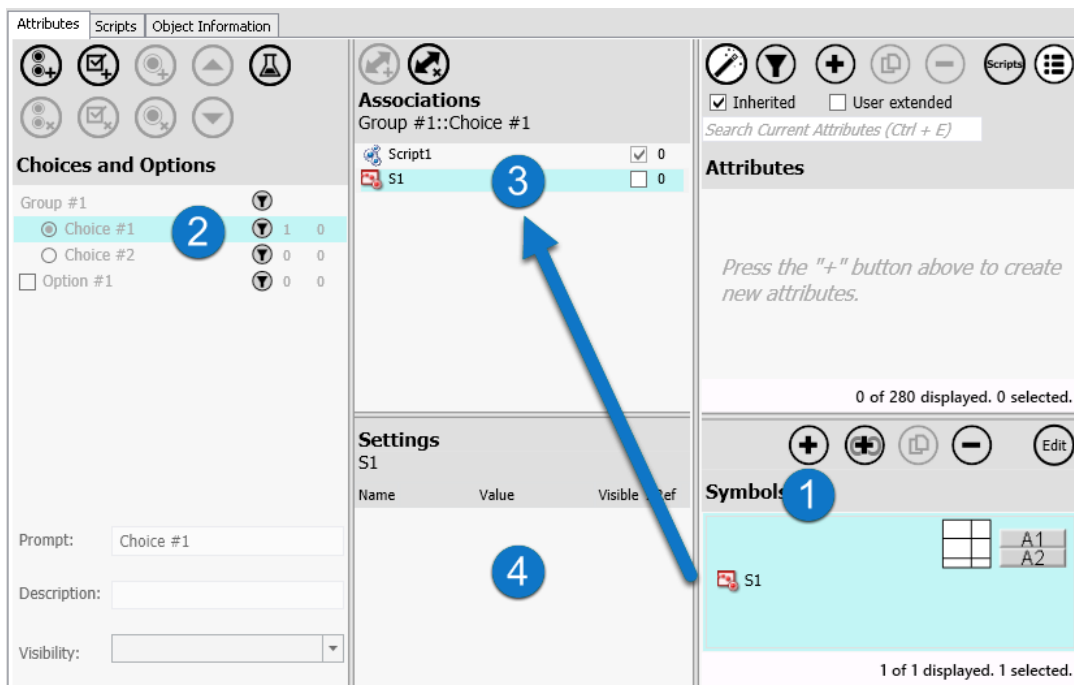 Attributes Scripts Object Information
Choices and Options
Group #1
Choice #1 1 0
Choice #2 0 0
Option #1 0 0
2
Prompt: Choice #1
Description:
Visibility:
Associations
Group #1::Choice #1
Script1 0
S1 0
3
Settings
S1
Name Value Visible Ref
4
Scripts
Inherited User extended
Search Current Attributes (Ctrl + E)
Attributes
Press the "+" button above to create
new attributes.
0 of 280 displayed. 0 selected.
Edit
Symbols
1
A1
A2
S1
1 of 1 displayed. 1 selected.